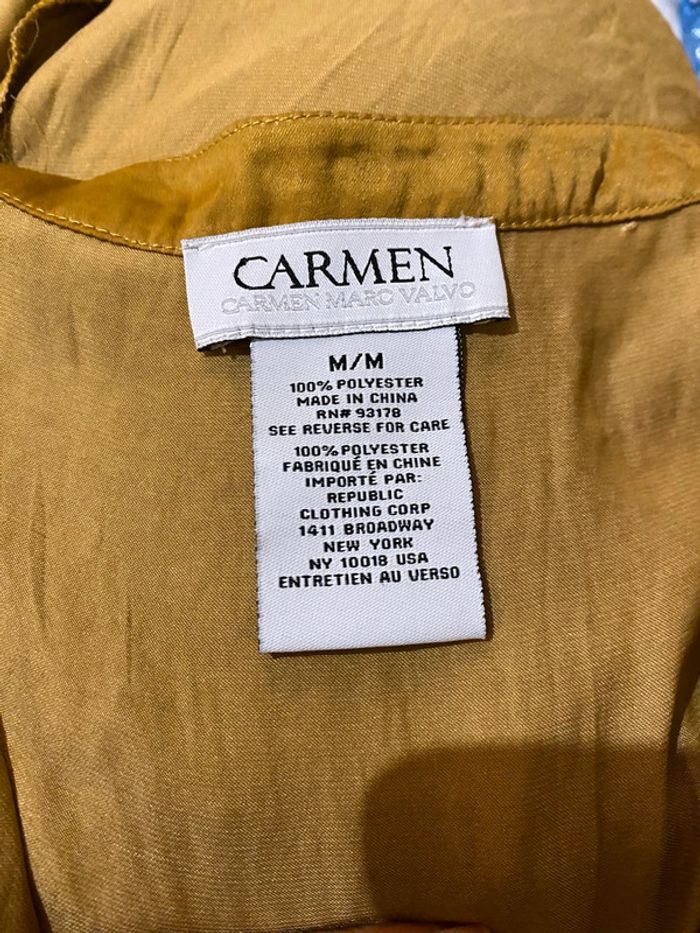 CARMEN
CARMEN MARC VALVO
M/M
100% POLYESTER
MADE IN CHINA
RN# 93178
SEE REVERSE FOR CARE
100% POLYESTER
FABRIQUÉ EN CHINE
IMPORTÉ PAR:
REPUBLIC
CLOTHING CORP
1411 BROADWAY
NEW YORK
NY 10018 USA
ENTRETIEN AU VERSO